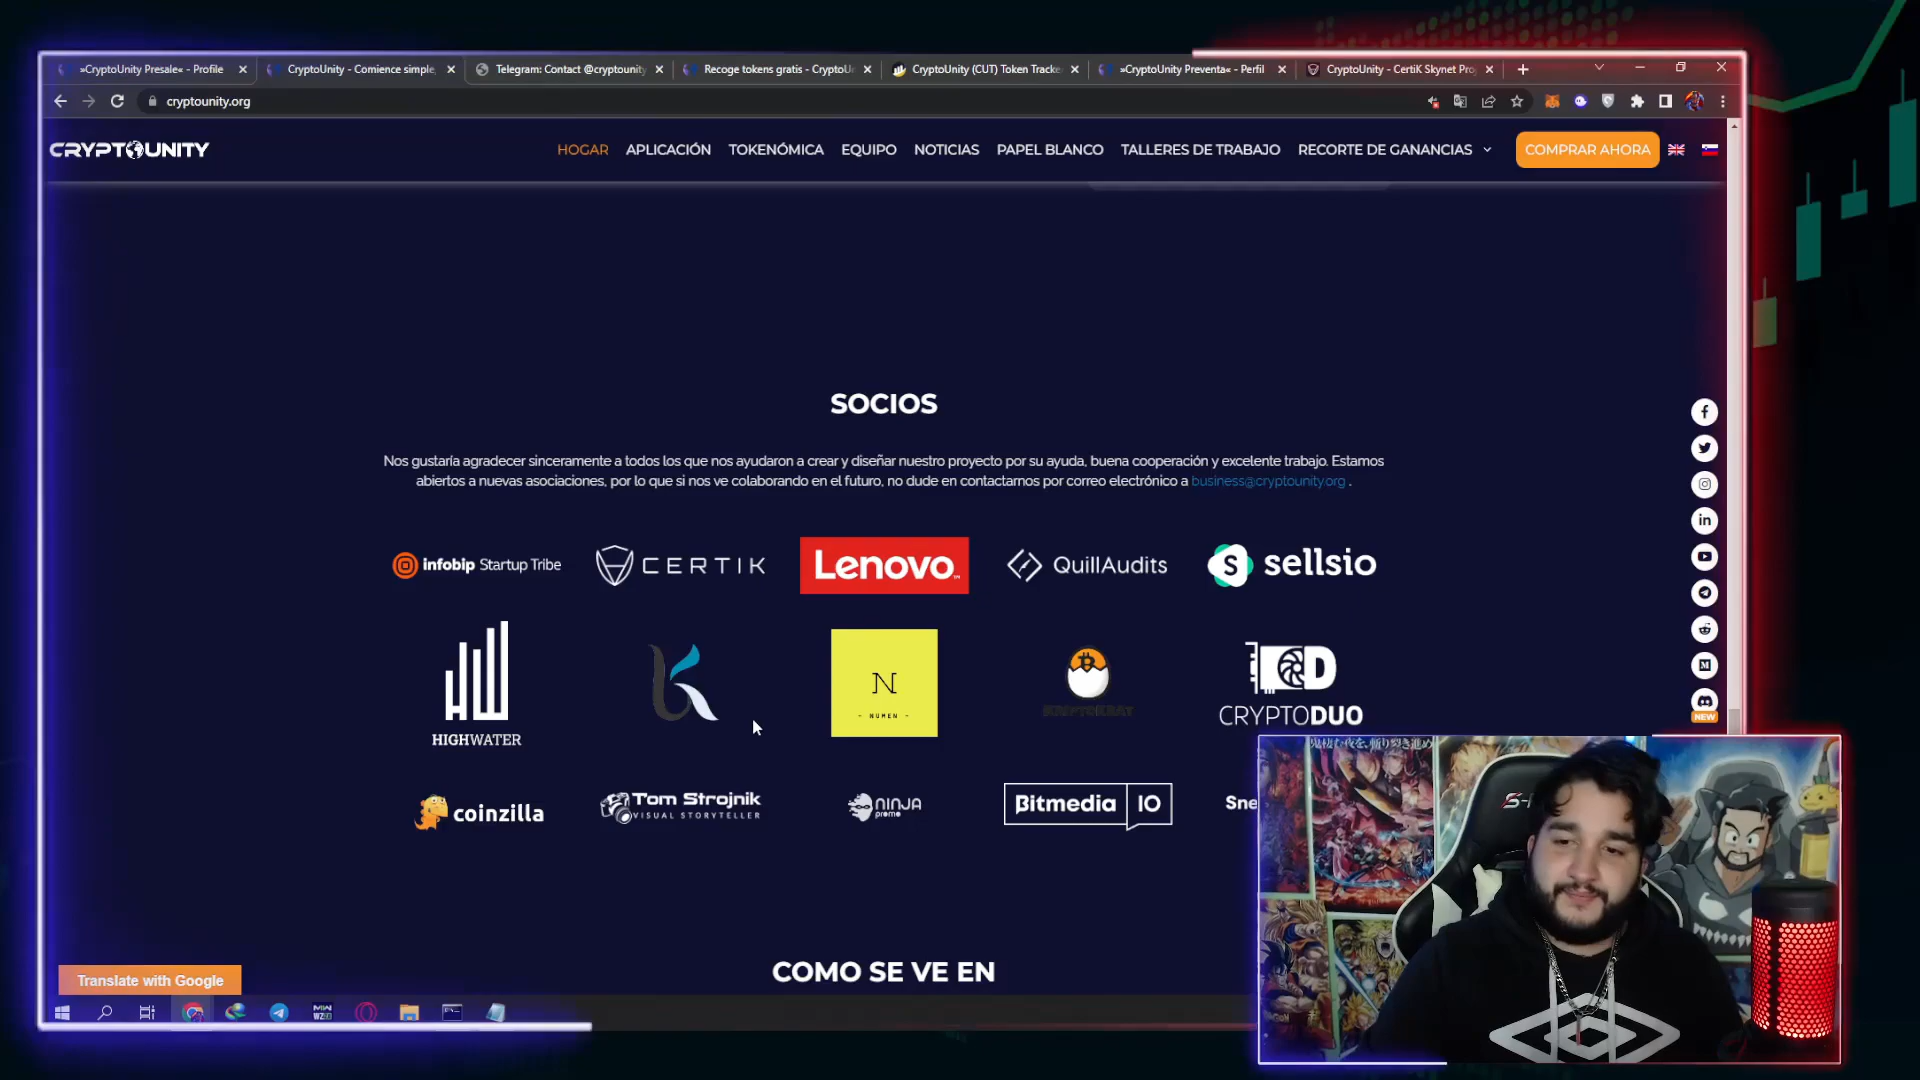 »CryptoUnity Presale« - Profile
CryptoUnity - Comience simple,
Telegram: Contact @cryptounity
Recoge tokens gratis - CryptoU
CryptoUnity (CUT) Token Tracke
»CryptoUnity Preventa« - Perfil
CryptoUnity - CertiK Skynet Pro
cryptounity.org
CRYPTOUNITY
HOGAR
APLICACIÓN
TOKENÓMICA
EQUIPO
NOTICIAS
PAPEL BLANCO
TALLERES DE TRABAJO
RECORTE DE GANANCIAS
COMPRAR AHORA
SOCIOS
Nos gustaría agradecer sinceramente a todos los que nos ayudaron a crear y diseñar nuestro proyecto por su ayuda, buena cooperación y excelente trabajo. Estamos
abiertos a nuevas asociaciones, por lo que si nos ve colaborando en el futuro, no dude en contactarnos por correo electrónico a business@cryptounity.org .
infobip Startup Tribe
CERTIK
Lenovo
QuillAudits
S sellsio
HIGHWATER
N
- NUMEN -
KRIPTOKRAT
CRYPTODUO
NEW
coinzilla
Tom Strojnik
VISUAL STORYTELLER
NINJA
promo
Bitmedia IO
Sne
COMO SE VE EN
Translate with Google